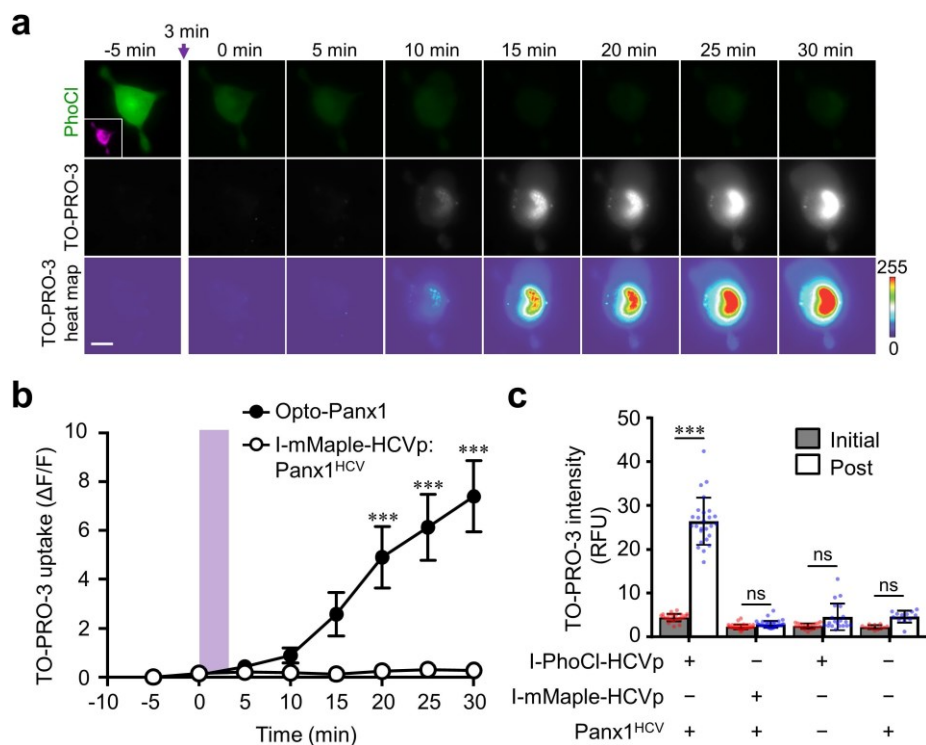 a
3 min
-5 min 0 min 5 min 10 min 15 min 20 min 25 min 30 min
PhoCl
TO-PRO-3
TO-PRO-3
heat map
255
0
b
Opto-Panx1
I-mMaple-HCVp:
Panx1HCV
TO-PRO-3 uptake (ΔF/F)
10
8
6
4
2
0
*** *** ***
-10 -5 0 5 10 15 20 25 30
Time (min)
c
Initial
Post
TO-PRO-3 intensity
(RFU)
50
40
30
20
10
0
*** ns ns ns
I-PhoCl-HCVp + − + −
I-mMaple-HCVp − + − −
Panx1HCV + + − +